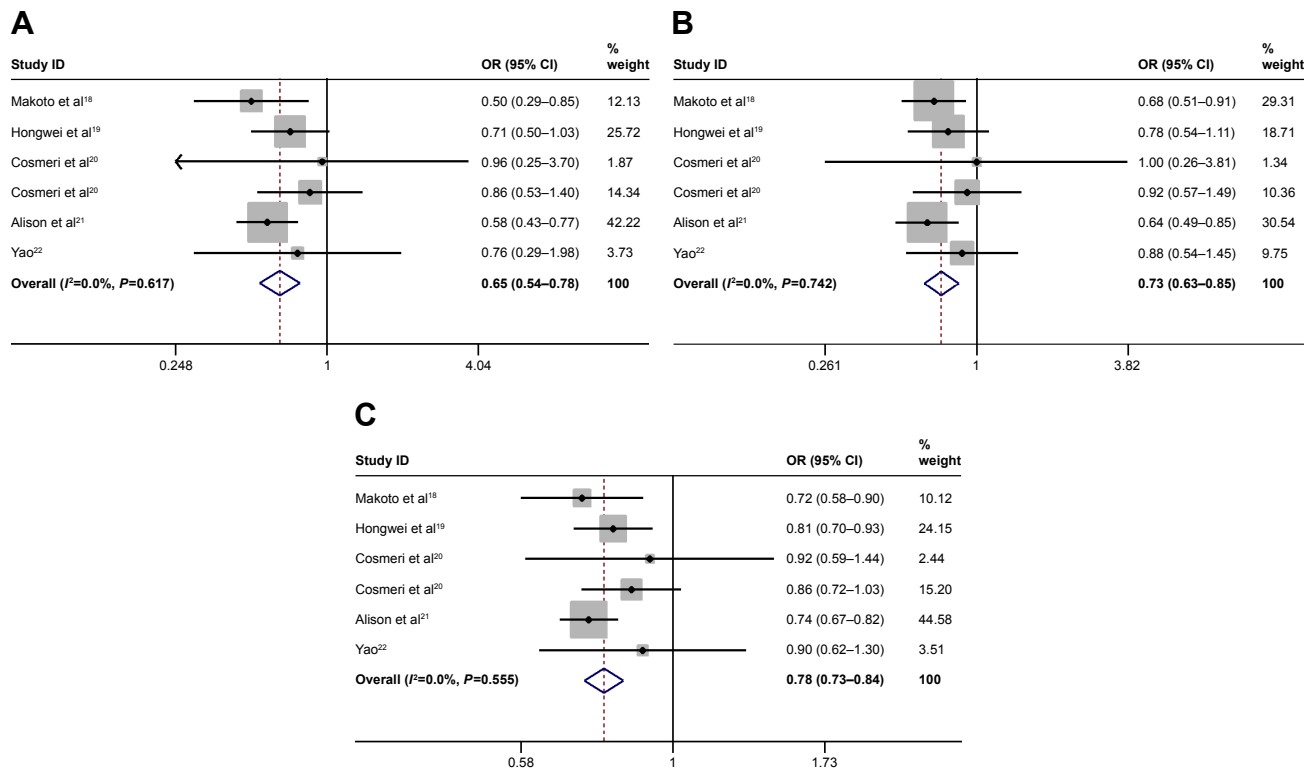 A
%
Study ID OR (95% CI) weight
Makoto et al18 0.50 (0.29–0.85) 12.13
Hongwei et al19 0.71 (0.50–1.03) 25.72
Cosmeri et al20 0.96 (0.25–3.70) 1.87
Cosmeri et al20 0.86 (0.53–1.40) 14.34
Alison et al21 0.58 (0.43–0.77) 42.22
Yao22 0.76 (0.29–1.98) 3.73
Overall (I2=0.0%, P=0.617) 0.65 (0.54–0.78) 100
0.248 1 4.04
B
%
Study ID OR (95% CI) weight
Makoto et al18 0.68 (0.51–0.91) 29.31
Hongwei et al19 0.78 (0.54–1.11) 18.71
Cosmeri et al20 1.00 (0.26–3.81) 1.34
Cosmeri et al20 0.92 (0.57–1.49) 10.36
Alison et al21 0.64 (0.49–0.85) 30.54
Yao22 0.88 (0.54–1.45) 9.75
Overall (I2=0.0%, P=0.742) 0.73 (0.63–0.85) 100
0.261 1 3.82
C
%
Study ID OR (95% CI) weight
Makoto et al18 0.72 (0.58–0.90) 10.12
Hongwei et al19 0.81 (0.70–0.93) 24.15
Cosmeri et al20 0.92 (0.59–1.44) 2.44
Cosmeri et al20 0.86 (0.72–1.03) 15.20
Alison et al21 0.74 (0.67–0.82) 44.58
Yao22 0.90 (0.62–1.30) 3.51
Overall (I2=0.0%, P=0.555) 0.78 (0.73–0.84) 100
0.58 1 1.73